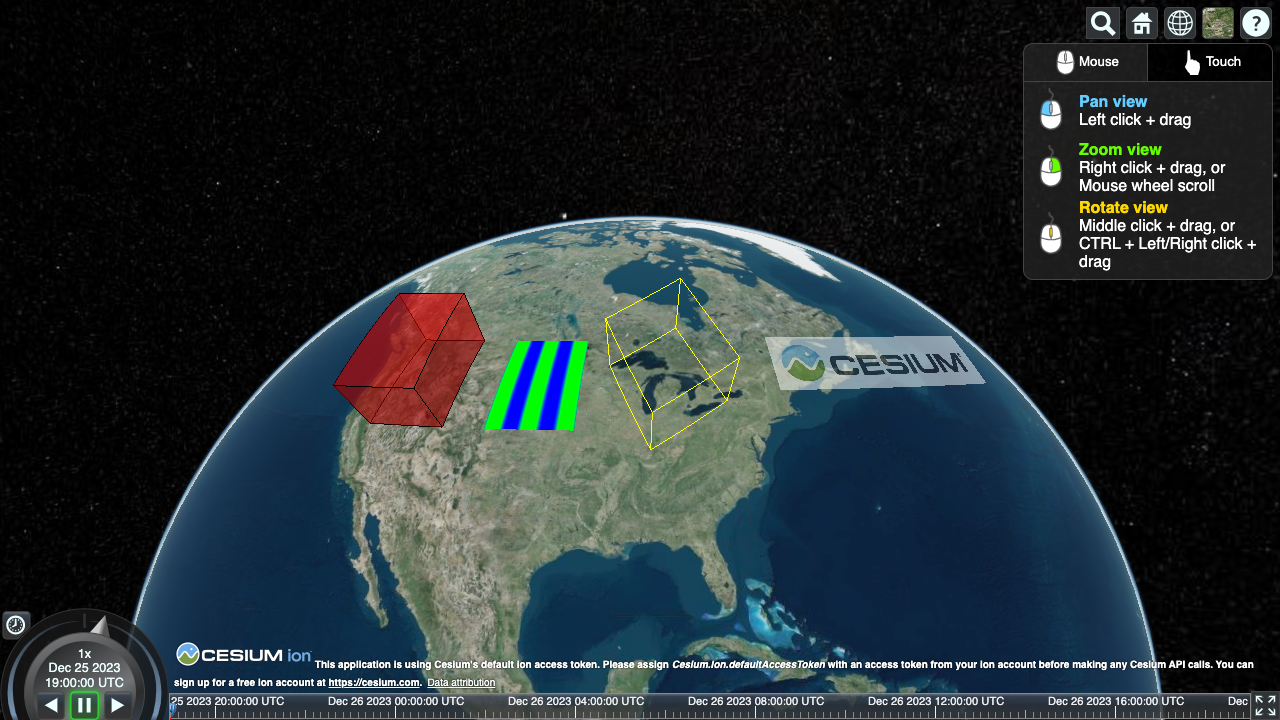 ?
Mouse
Touch
Pan view
Left click + drag
Zoom view
Right click + drag, or
Mouse wheel scroll
Rotate view
Middle click + drag, or
CTRL + Left/Right click +
drag
CESIUM
1x
Dec 25 2023
19:00:00 UTC
CESIUM ion
This application is using Cesium's default ion access token. Please assign Cesium.Ion.defaultAccessToken with an access token from your ion account before making any Cesium API calls. You can
sign up for a free ion account at https://cesium.com. Data attribution
25 2023 20:00:00 UTC Dec 26 2023 00:00:00 UTC Dec 26 2023 04:00:00 UTC Dec 26 2023 08:00:00 UTC Dec 26 2023 12:00:00 UTC Dec 26 2023 16:00:00 UTC Dec